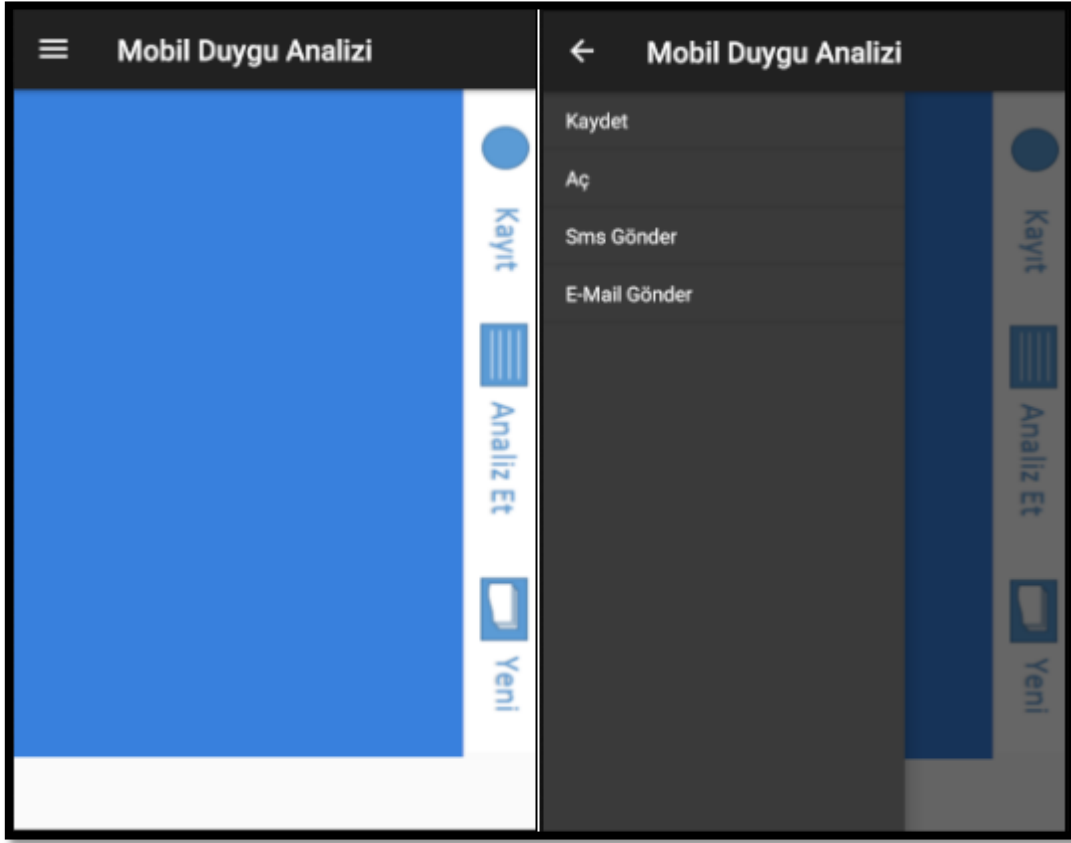 Mobil Duygu Analizi
Kayıt
Analiz Et
Yeni
Mobil Duygu Analizi
Kaydet
Aç
Sms Gönder
E-Mail Gönder
Kayıt
Analiz Et
Yeni